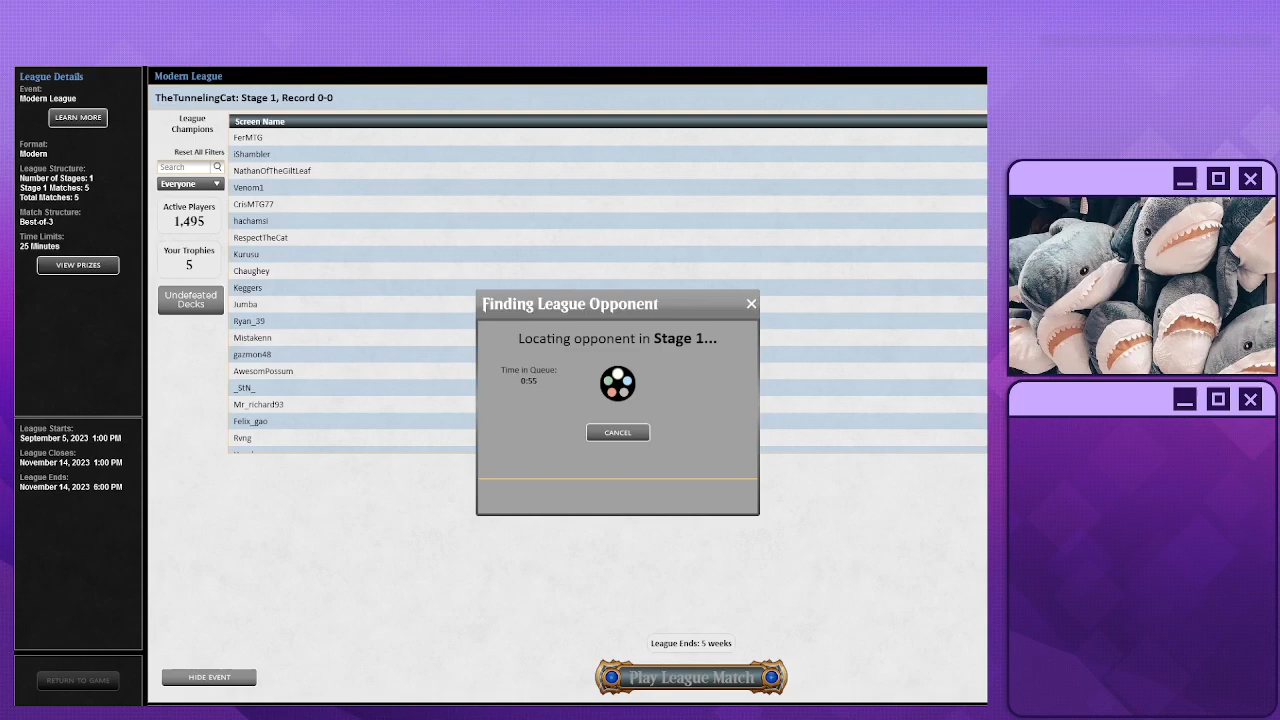 League Details
Event:
Modern League
LEARN MORE
Format:
Modern
League Structure:
Number of Stages: 1
Stage 1 Matches: 5
Total Matches: 5
Match Structure:
Best-of-3
Time Limits:
25 Minutes
VIEW PRIZES
League Starts:
September 5, 2023 1:00 PM
League Closes:
November 14, 2023 1:00 PM
League Ends:
November 14, 2023 6:00 PM
RETURN TO GAME
Modern League
TheTunnelingCat: Stage 1, Record 0-0
League
Champions
Reset All Filters
Search
Everyone
Active Players
1,495
Your Trophies
5
Undefeated
Decks
Screen Name
FerMTG
iShambler
NathanOfTheGiltLeaf
Venom1
CrisMTG77
hachamsi
RespectTheCat
Kurusu
Chaughey
Keggers
Jumba
Ryan_39
Mistakenn
gazmon48
AwesomPossum
_StN_
Mr_richard93
Felix_gao
Rvng
Finding League Opponent
Locating opponent in Stage 1...
Time in Queue:
0:55
CANCEL
League Ends: 5 weeks
HIDE EVENT
Play League Match